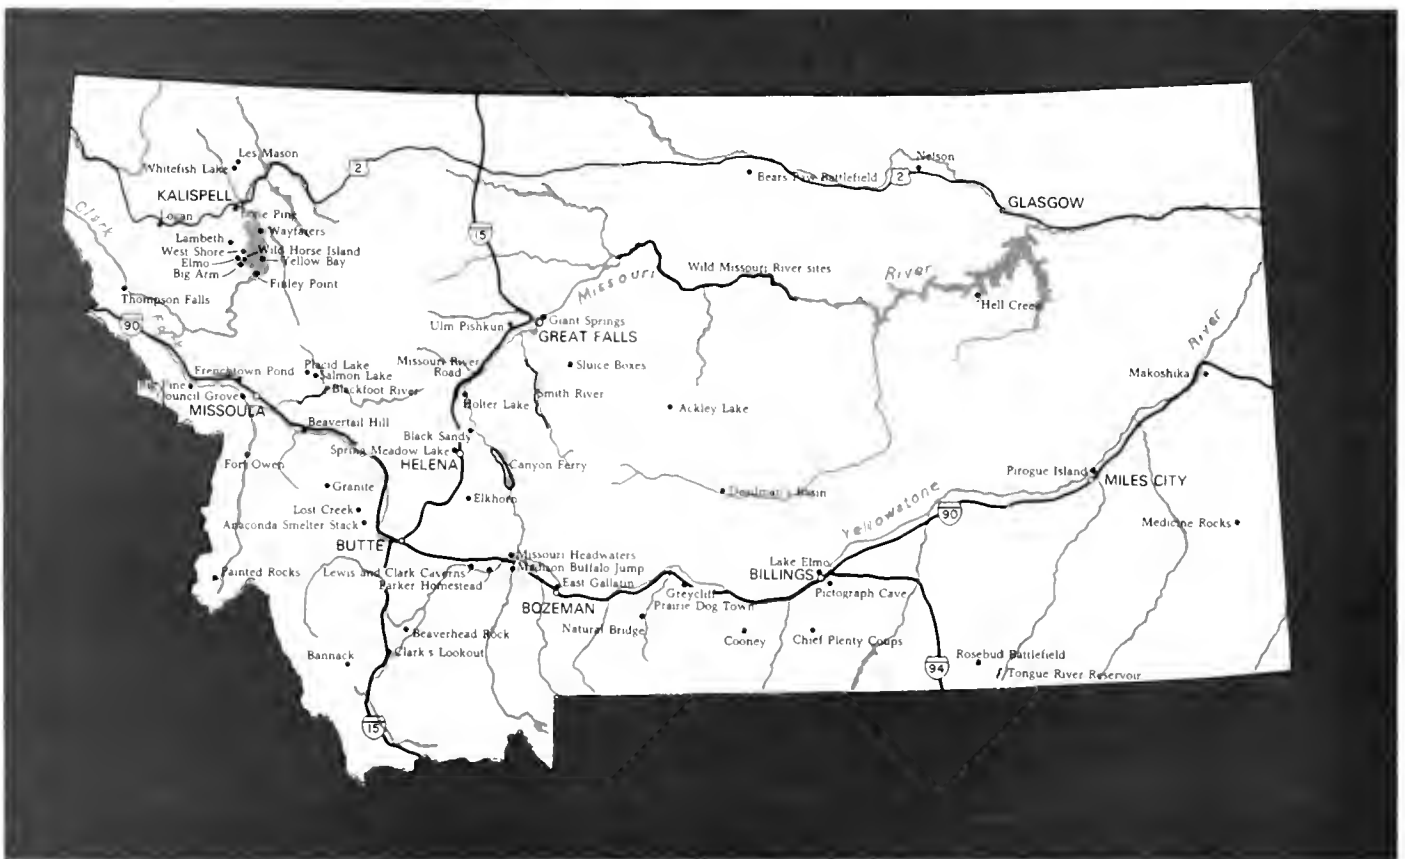 Les Mason
Whitefish Lake
2
Nelson
Bears Paw Battlefield
2
KALISPELL
GLASGOW
Logan
Pine
Clark
Wayfarers
15
Lambeth
West Shore
Wild Horse Island
Elmo
Yellow Bay
Big Arm
Finley Point
Missouri
Wild Missouri River sites
River
Thompson Falls
Hell Creek
Fork
90
Ulm Pishkun
Giant Springs
GREAT FALLS
River
Missouri River
Road
Sluice Boxes
Placid Lake
Frenchtown Pond
Salmon Lake
Makoshika
Pine
Blackfoot River
Council Grove
Smith River
MISSOULA
Holter Lake
Ackley Lake
Beavertail Hill
Black Sandy
Spring Meadow Lake
HELENA
Canyon Ferry
Fort Owen
Pirogue Island
MILES CITY
Granite
Elkhorn
Deadman's Basin
Yellowstone
Lost Creek
90
Anaconda Smelter Stack
Medicine Rocks
BUTTE
Missouri Headwaters
Lake Elmo
Painted Rocks
Lewis and Clark Caverns
Madison Buffalo Jump
BILLINGS
Parker Homestead
East Gallatin
Greycliff
Prairie Dog Town
Pictograph Cave
BOZEMAN
Natural Bridge
Beaverhead Rock
Cooney
Chief Plenty Coups
Bannack
Clark s Lookout
Rosebud Battlefield
94
Tongue River Reservoir
15